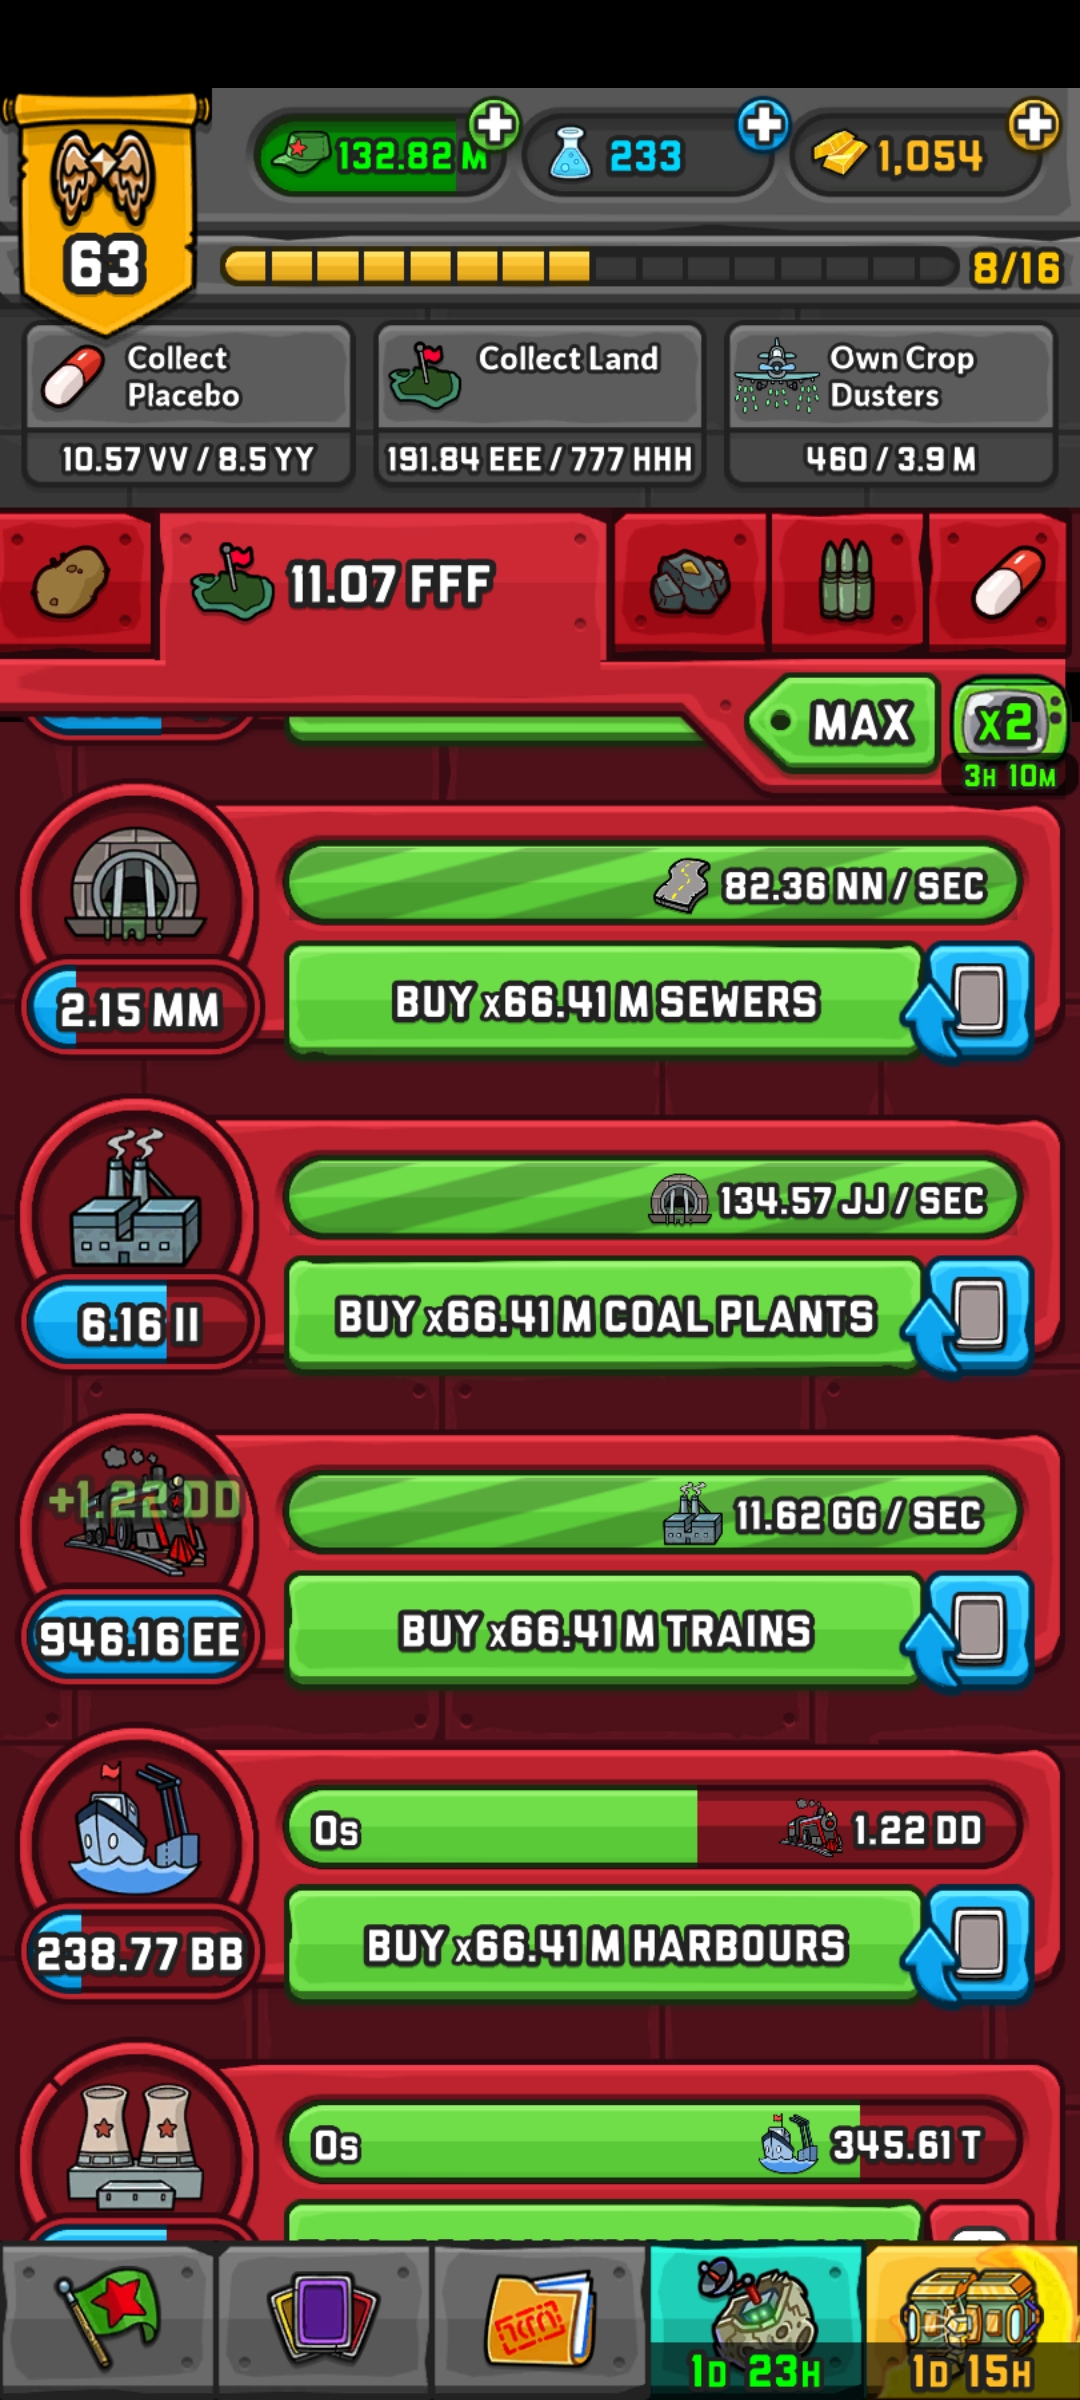 132.82 M
233
1,054
63
8/16
Collect
Placebo
10.57 VV / 8.5 YY
Collect Land
191.84 EEE / 777 HHH
Own Crop
Dusters
460 / 3.9 M
11.07 FFF
MAX
x2
3H 10M
82.36 NN / SEC
2.15 MM
BUY x66.41 M SEWERS
134.57 JJ / SEC
6.16 II
BUY x66.41 M COAL PLANTS
+1.22 DD
11.62 GG / SEC
946.16 EE
BUY x66.41 M TRAINS
0s
1.22 DD
238.77 BB
BUY x66.41 M HARBOURS
0s
345.61 T
1D 23H
1D 15H